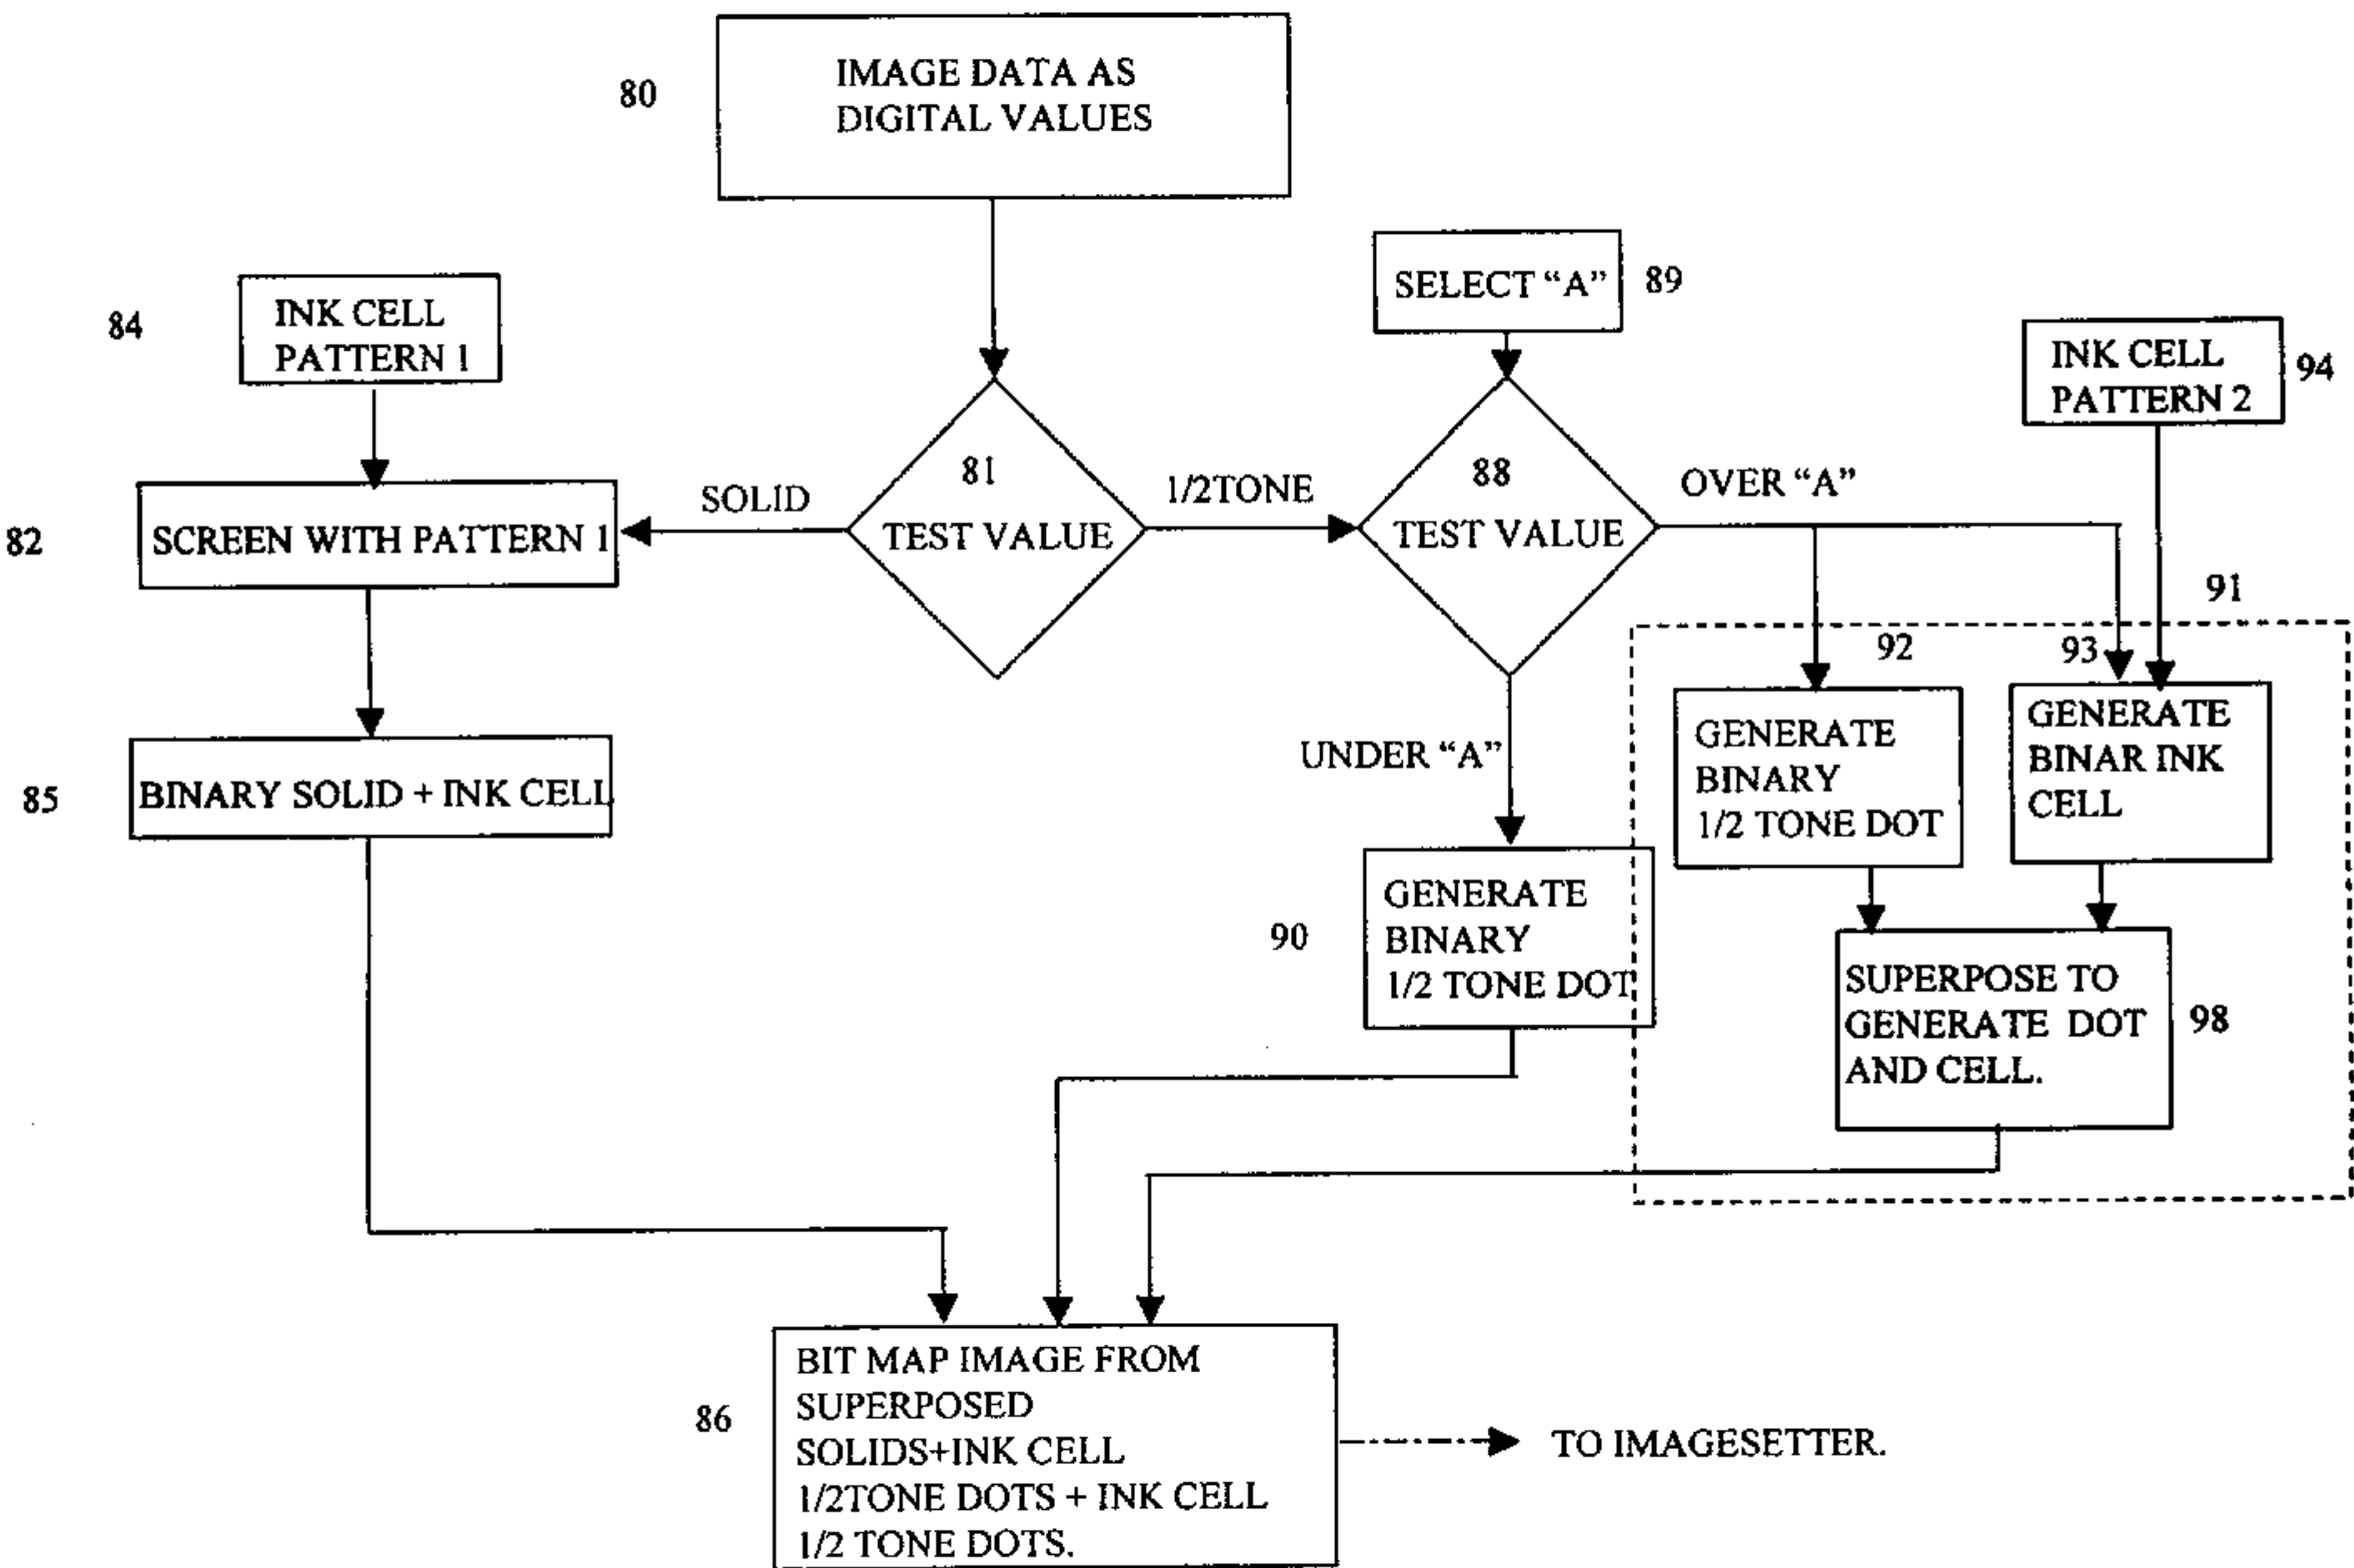 80
IMAGE DATA AS
DIGITAL VALUES
SELECT “A”
89
84
INK CELL
PATTERN 1
INK CELL
PATTERN 2
94
82
SCREEN WITH PATTERN 1
SOLID
81
TEST VALUE
1/2TONE
88
TEST VALUE
OVER “A”
91
92
93
85
BINARY SOLID + INK CELL
UNDER “A”
GENERATE
BINARY
1/2 TONE DOT
GENERATE
BINAR INK
CELL
90
GENERATE
BINARY
1/2 TONE DOT
SUPERPOSE TO
GENERATE DOT
AND CELL.
98
86
BIT MAP IMAGE FROM
SUPERPOSED
SOLIDS+INK CELL
1/2TONE DOTS + INK CELL
1/2 TONE DOTS.
TO IMAGESETTER.